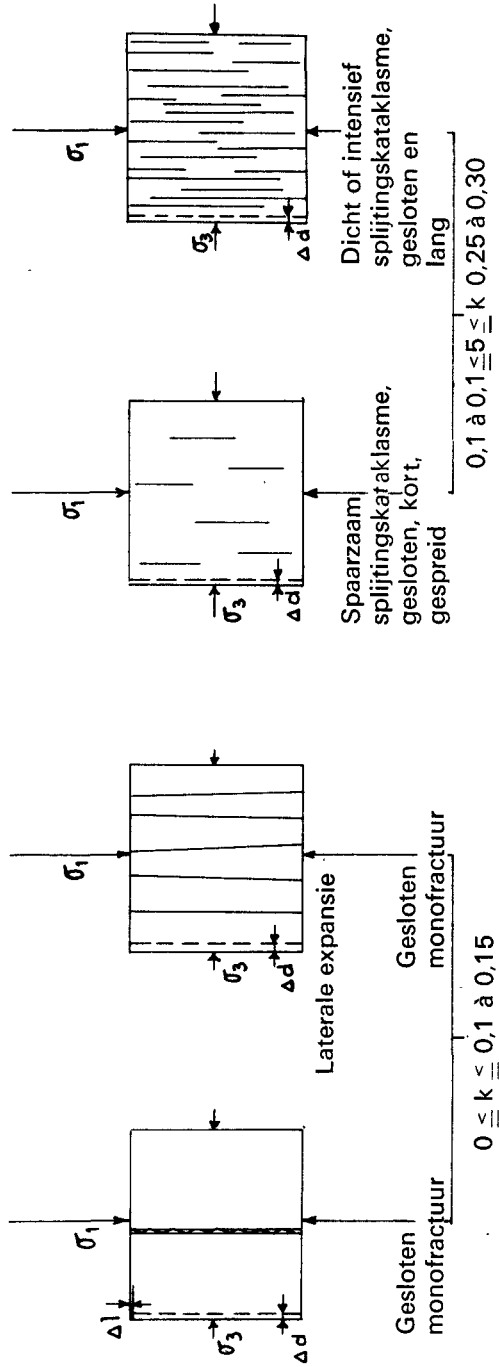 σ1
Δl
σ3
Δd
Gesloten
monofractuur
σ1
σ3
Δd
Laterale expansie
Gesloten
monofractuur
0 ≤ k ≤ 0,1 à 0,15
σ1
σ3
Δd
Spaarzaam
splijtingskataklasme,
gesloten, kort,
gespreid
σ1
σ3
Δd
Dicht of intensief
splijtingskataklasme,
gesloten en
lang
0,1 à 0,1≤5 ≤ k 0,25 à 0,30